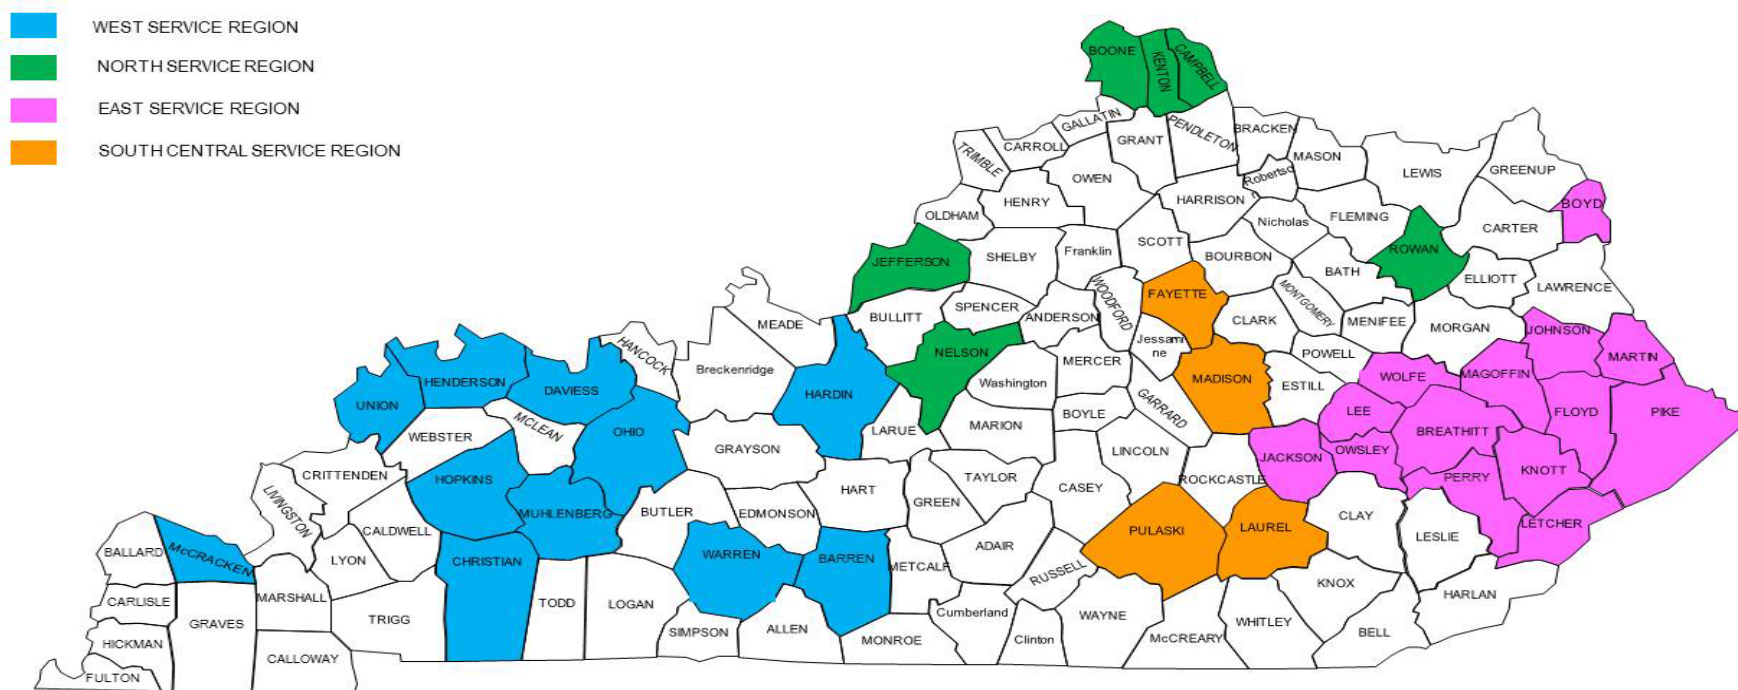 WEST SERVICE REGION
NORTH SERVICE REGION
EAST SERVICE REGION
SOUTH CENTRAL SERVICE REGION
BOONE
KENTON
CAMPBELL
GALLATIN
CARROLL
TRIMBLE
GRANT
PENDLETON
BRACKEN
MASON
Robertso
n
LEWIS
GREENUP
BOYD
OWEN
HENRY
OLDHAM
HARRISON
Nicholas
FLEMING
CARTER
ROWAN
JEFFERSON
SHELBY
Franklin
SCOTT
BOURBON
BATH
ELLIOTT
LAWRENCE
MEADE
BULLITT
SPENCER
ANDERSON
WOODFORD
FAYETTE
CLARK
MONTGOMERY
MENIFEE
MORGAN
JOHNSON
MARTIN
HANCOCK
Breckenridge
HARDIN
NELSON
Washington
MERCER
Jessami
ne
MADISON
POWELL
ESTILL
WOLFE
MAGOFFIN
HENDERSON
DAVIESS
UNION
WEBSTER
MCLEAN
OHIO
GRAYSON
LARUE
MARION
BOYLE
GARRARD
LEE
BREATHITT
FLOYD
PIKE
CRITTENDEN
LIVINGSTON
HOPKINS
MUHLENBERG
BUTLER
EDMONSON
HART
GREEN
TAYLOR
CASEY
LINCOLN
ROCKCASTLE
JACKSON
OWSLEY
PERRY
KNOTT
LETCHER
BALLARD
McCRACKEN
LYON
CALDWELL
CHRISTIAN
WARREN
BARREN
METCALF
ADAIR
RUSSELL
PULASKI
LAUREL
CLAY
LESLIE
CARLISLE
GRAVES
MARSHALL
TRIGG
TODD
LOGAN
SIMPSON
ALLEN
MONROE
Cumberland
Clinton
WAYNE
McCREARY
WHITLEY
KNOX
BELL
HARLAN
HICKMAN
FULTON
CALLOWAY